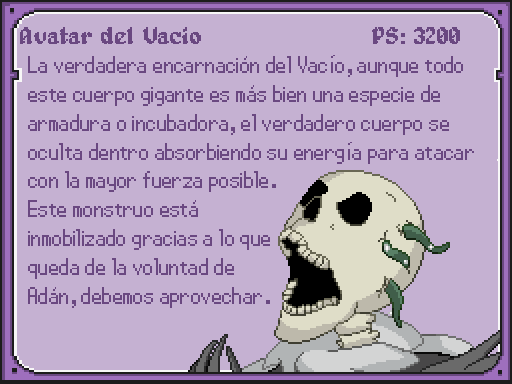 Avatar del Vacío PS: 3200
La verdadera encarnación del Vacío, aunque todo
este cuerpo gigante es más bien una especie de
armadura o incubadora, el verdadero cuerpo se
oculta dentro absorbiendo su energía para atacar
con la mayor fuerza posible.
Este monstruo está
inmobilizado gracias a lo que
queda de la voluntad de
Adán, debemos aprovechar.